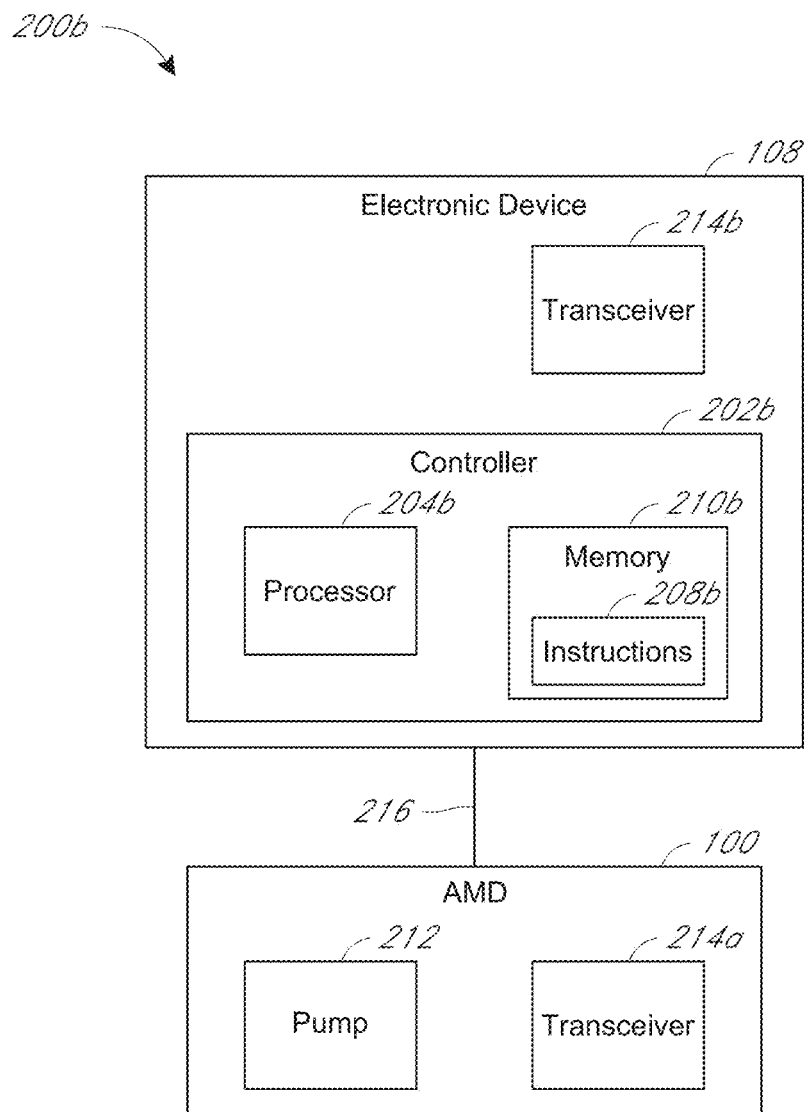 200b
108
Electronic Device
214b
Transceiver
202b
Controller
204b
210b
Processor
Memory
208b
Instructions
216
100
AMD
212
214a
Pump
Transceiver